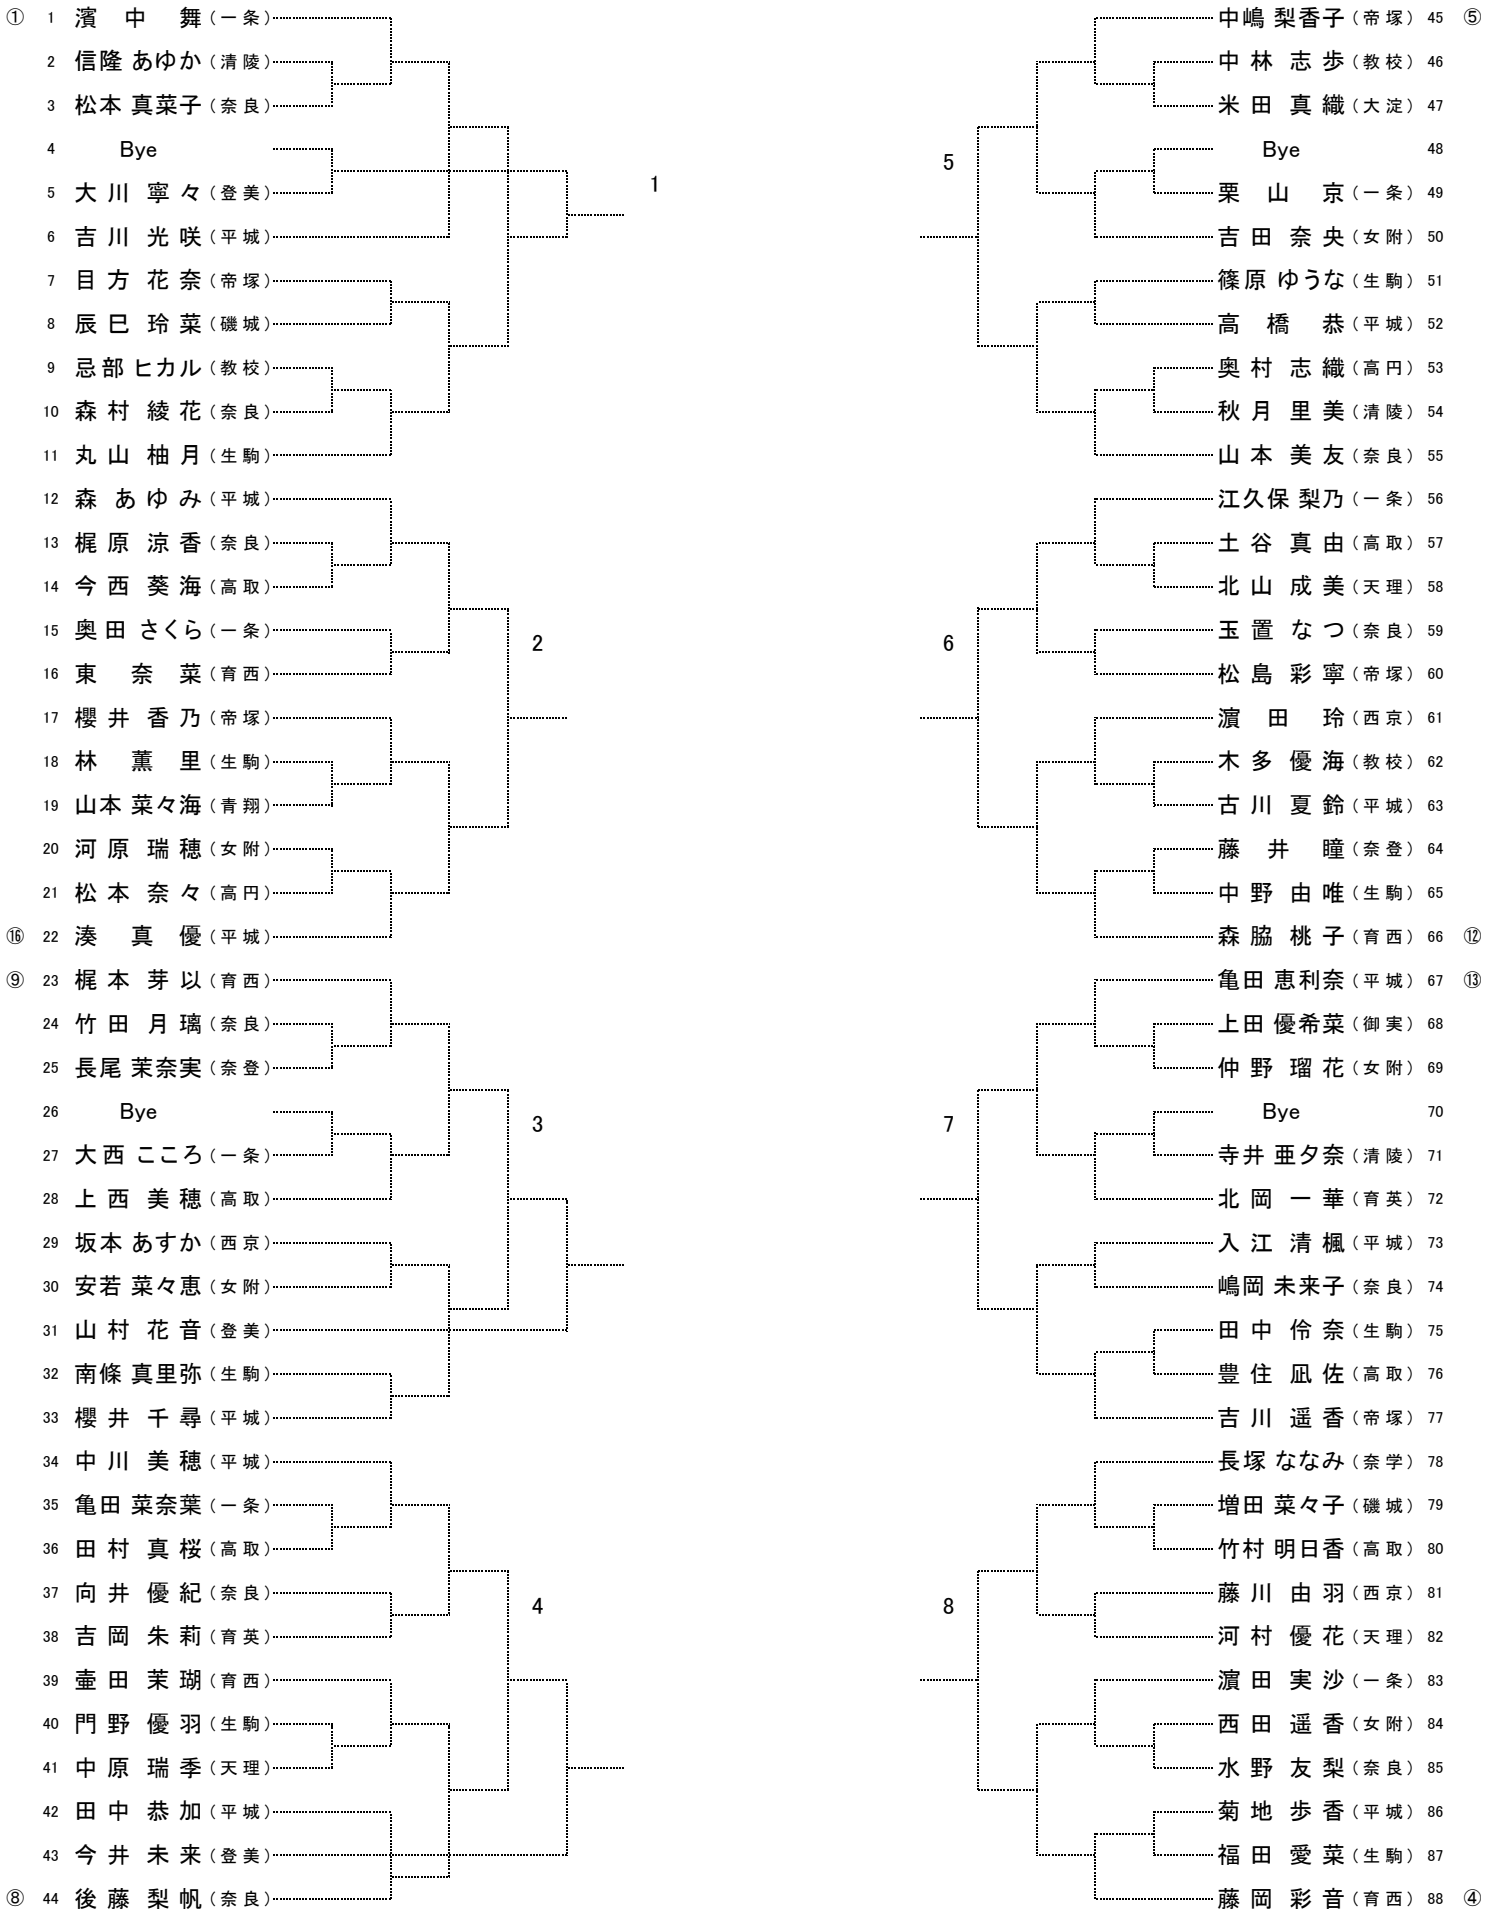 ① 1 濱中 舞 (一条)
2 信隆 あゆか (清陵)
3 松本 真菜子 (奈良)
4 Bye
5 大川 寧々 (登美)
6 吉川 光咲 (平城)
7 目方 花奈 (帝塚)
8 辰巳 玲菜 (磯城)
9 忌部 ヒカル (教校)
10 森村 綾花 (奈良)
11 丸山 柚月 (生駒)
12 森 あゆみ (平城)
13 梶原 涼香 (奈良)
14 今西 葵海 (高取)
15 奥田 さくら (一条)
16 東 奈菜 (育西)
17 櫻井 香乃 (帝塚)
18 林 薫里 (生駒)
19 山本 菜々海 (青翔)
20 河原 瑞穂 (女附)
21 松本 奈々 (高円)
⑯ 22 湊 真優 (平城)
⑨ 23 梶本 芽以 (育西)
24 竹田 月璃 (奈良)
25 長尾 茉奈実 (奈登)
26 Bye
27 大西 こころ (一条)
28 上西 美穂 (高取)
29 坂本 あすか (西京)
30 安若 菜々恵 (女附)
31 山村 花音 (登美)
32 南條 真里弥 (生駒)
33 櫻井 千尋 (平城)
34 中川 美穂 (平城)
35 亀田 菜奈葉 (一条)
36 田村 真桜 (高取)
37 向井 優紀 (奈良)
38 吉岡 朱莉 (育英)
39 壷田 茉瑚 (育西)
40 門野 優羽 (生駒)
41 中原 瑞季 (天理)
42 田中 恭加 (平城)
43 今井 未来 (登美)
⑧ 44 後藤 梨帆 (奈良)
1
2
3
4
5
6
7
8
中嶋 梨香子 (帝塚) 45 ⑤
中林 志歩 (教校) 46
米田 真織 (大淀) 47
Bye 48
栗山 京 (一条) 49
吉田 奈央 (女附) 50
篠原 ゆうな (生駒) 51
高橋 恭 (平城) 52
奥村 志織 (高円) 53
秋月 里美 (清陵) 54
山本 美友 (奈良) 55
江久保 梨乃 (一条) 56
土谷 真由 (高取) 57
北山 成美 (天理) 58
玉置 なつ (奈良) 59
松島 彩寧 (帝塚) 60
濵田 玲 (西京) 61
木多 優海 (教校) 62
古川 夏鈴 (平城) 63
藤井 瞳 (奈登) 64
中野 由唯 (生駒) 65
森脇 桃子 (育西) 66 ⑫
亀田 恵利奈 (平城) 67 ⑬
上田 優希菜 (御実) 68
仲野 瑠花 (女附) 69
Bye 70
寺井 亜夕奈 (清陵) 71
北岡 一華 (育英) 72
入江 清楓 (平城) 73
嶋岡 未来子 (奈良) 74
田中 伶奈 (生駒) 75
豊住 凪佐 (高取) 76
吉川 遥香 (帝塚) 77
長塚 ななみ (奈学) 78
増田 菜々子 (磯城) 79
竹村 明日香 (高取) 80
藤川 由羽 (西京) 81
河村 優花 (天理) 82
濵田 実沙 (一条) 83
西田 遥香 (女附) 84
水野 友梨 (奈良) 85
菊地 歩香 (平城) 86
福田 愛菜 (生駒) 87
藤岡 彩音 (育西) 88 ④